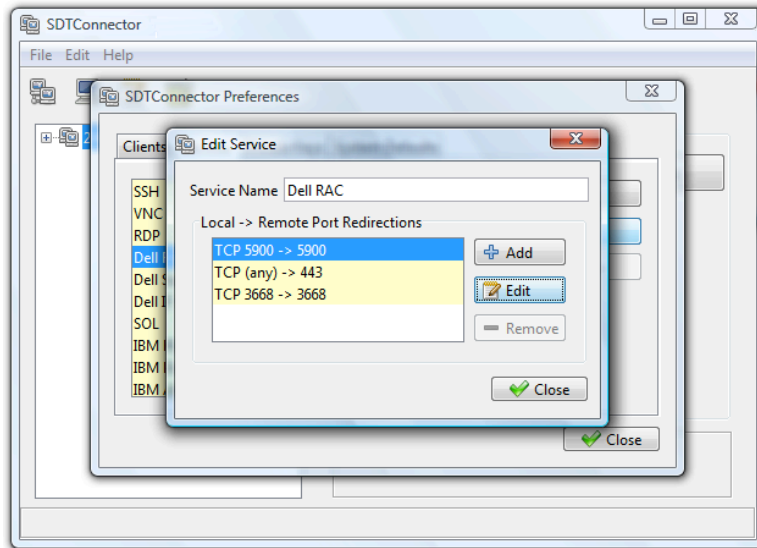 SDTConnector
File Edit Help
SDTConnector Preferences
Clients
Edit Service
SSH
VNC
RDP
Dell
Dell
Dell
SOL
IBM
IBM
IBM
Service Name Dell RAC
Local -> Remote Port Redirections
TCP 5900 -> 5900
TCP (any) -> 443
TCP 3668 -> 3668
Add
Edit
Remove
Close
Close